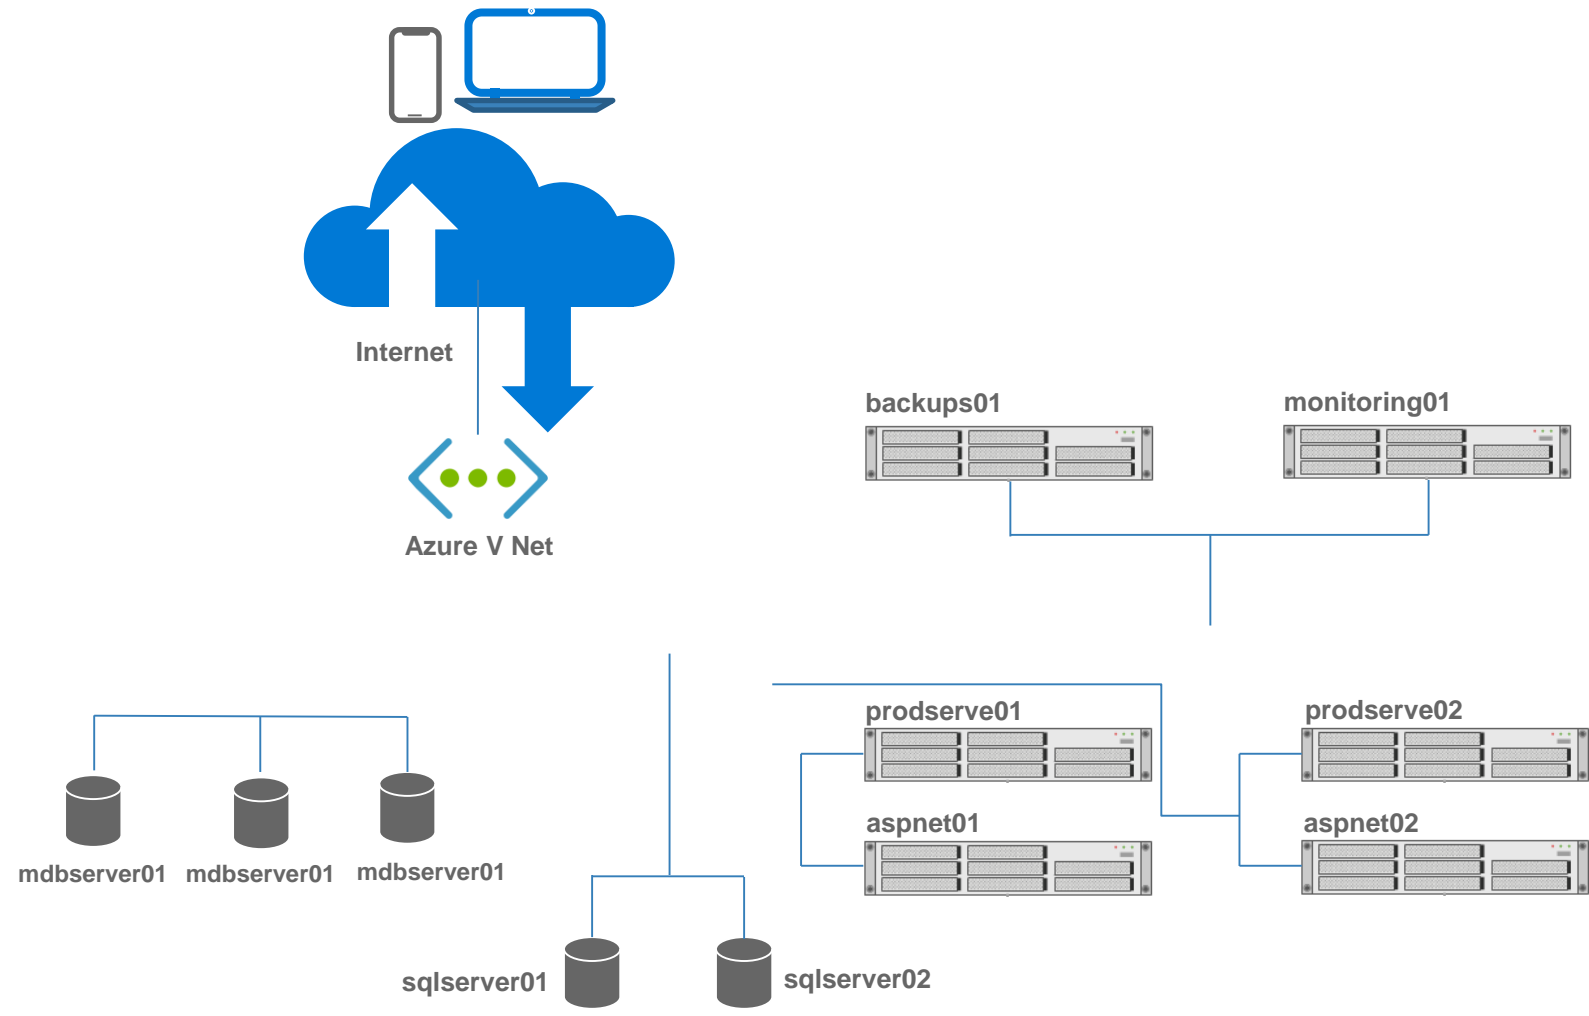 Internet
Azure V Net
backups01
monitoring01
prodserve01
prodserve02
aspnet01
aspnet02
mdbserver01
mdbserver01
mdbserver01
sqlserver01
sqlserver02